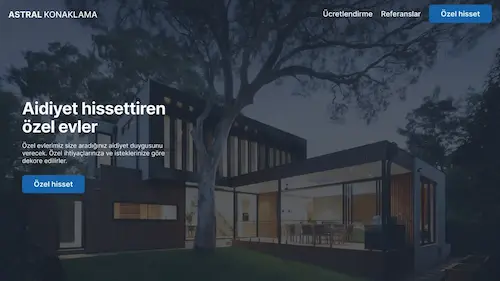 ASTRAL KONAKLAMA
Ücretlendirme
Referanslar
Özel hisset
Aidiyet hissettiren
özel evler
Özel evlerimiz size aradığınız aidiyet duygusunu
verecek. Özel ihtiyaçlarınıza ve isteklerinize göre
dekore edilirler.
Özel hisset